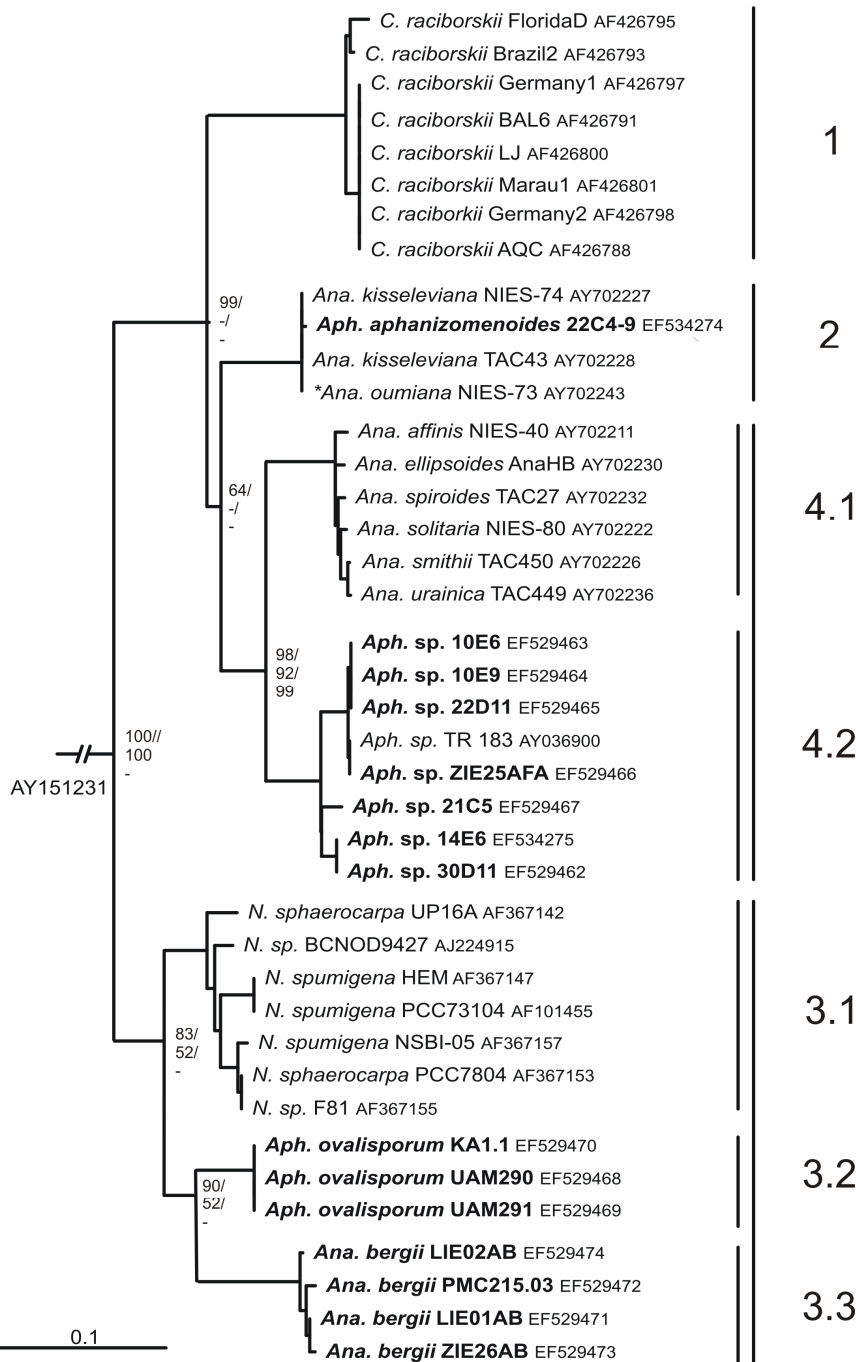 C. raciborskii FloridaD AF426795
C. raciborskii Brazil2 AF426793
C. raciborskii Germany1 AF426797
C. raciborskii BAL6 AF426791
1
C. raciborskii LJ AF426800
C. raciborskii Marau1 AF426801
C. raciborkii Germany2 AF426798
C. raciborskii AQC AF426788
99/
-/
-
Ana. kisseleviana NIES-74 AY702227
Aph. aphanizomenoides 22C4-9 EF534274
2
Ana. kisseleviana TAC43 AY702228
*Ana. oumiana NIES-73 AY702243
Ana. affinis NIES-40 AY702211
Ana. ellipsoides AnaHB AY702230
64/
-/
-
Ana. spiroides TAC27 AY702232
4.1
Ana. solitaria NIES-80 AY702222
Ana. smithii TAC450 AY702226
Ana. urainica TAC449 AY702236
98/
92/
99
Aph. sp. 10E6 EF529463
Aph. sp. 10E9 EF529464
Aph. sp. 22D11 EF529465
Aph. sp. TR 183 AY036900
4.2
100//
100
-
AY151231
Aph. sp. ZIE25AFA EF529466
Aph. sp. 21C5 EF529467
Aph. sp. 14E6 EF534275
Aph. sp. 30D11 EF529462
N. sphaerocarpa UP16A AF367142
N. sp. BCNOD9427 AJ224915
N. spumigena HEM AF367147
N. spumigena PCC73104 AF101455
3.1
83/
52/
-
N. spumigena NSBI-05 AF367157
N. sphaerocarpa PCC7804 AF367153
N. sp. F81 AF367155
Aph. ovalisporum KA1.1 EF529470
Aph. ovalisporum UAM290 EF529468
3.2
90/
52/
-
Aph. ovalisporum UAM291 EF529469
Ana. bergii LIE02AB EF529474
Ana. bergii PMC215.03 EF529472
3.3
Ana. bergii LIE01AB EF529471
Ana. bergii ZIE26AB EF529473
0.1